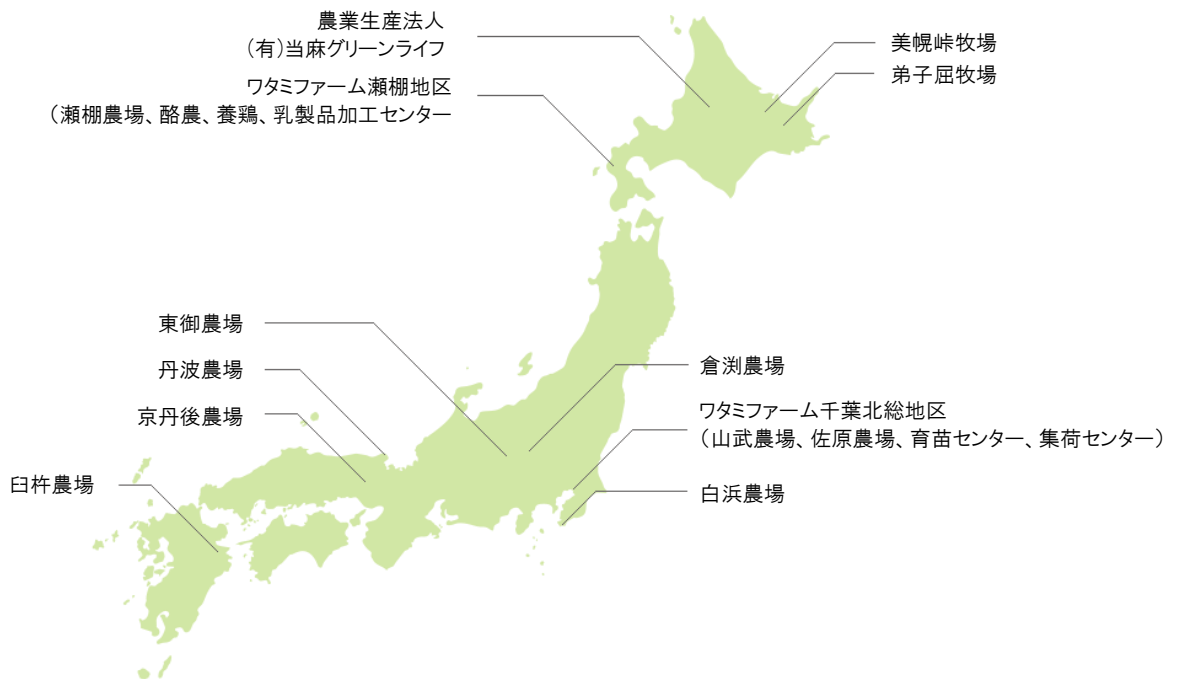 農業生産法人
(有)当麻グリーンライフ
ワタミファーム瀬棚地区
(瀬棚農場、酪農、養鶏、乳製品加工センター
美幌峠牧場
弟子屈牧場
東御農場
丹波農場
京丹後農場
臼杵農場
倉渕農場
ワタミファーム千葉北総地区
(山武農場、佐原農場、育苗センター、集荷センター)
白浜農場